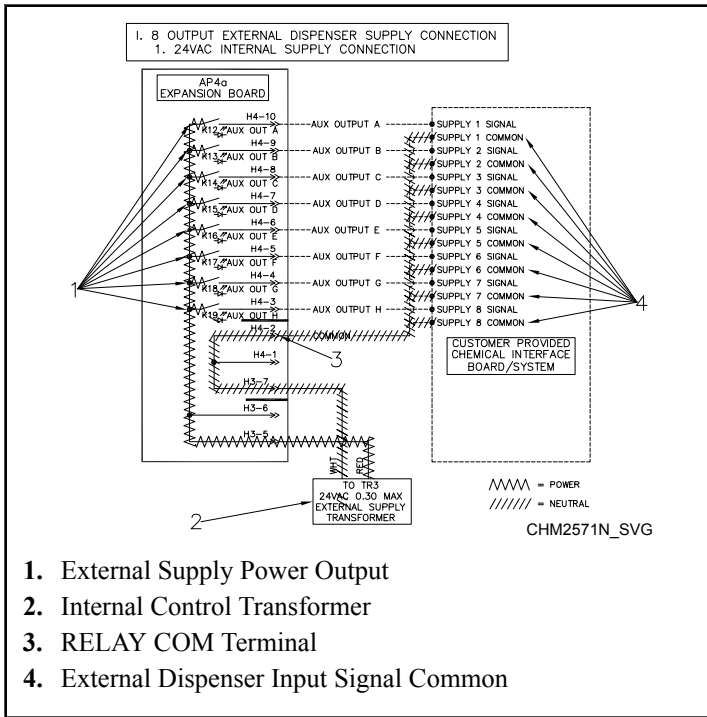 I. 8 OUTPUT EXTERNAL DISPENSER SUPPLY CONNECTION
1. 24VAC INTERNAL SUPPLY CONNECTION
AP4a
EXPANSION BOARD
H4-10
K12 AUX OUT A
AUX OUTPUT A
SUPPLY 1 SIGNAL
SUPPLY 1 COMMON
H4-9
K13 AUX OUT B
AUX OUTPUT B
SUPPLY 2 SIGNAL
SUPPLY 2 COMMON
H4-8
K14 AUX OUT C
AUX OUTPUT C
SUPPLY 3 SIGNAL
SUPPLY 3 COMMON
H4-7
K15 AUX OUT D
AUX OUTPUT D
SUPPLY 4 SIGNAL
SUPPLY 4 COMMON
H4-6
K16 AUX OUT E
AUX OUTPUT E
SUPPLY 5 SIGNAL
SUPPLY 5 COMMON
H4-5
K17 AUX OUT F
AUX OUTPUT F
SUPPLY 6 SIGNAL
SUPPLY 6 COMMON
H4-4
K18 AUX OUT G
AUX OUTPUT G
SUPPLY 7 SIGNAL
SUPPLY 7 COMMON
H4-3
K19 AUX OUT H
AUX OUTPUT H
SUPPLY 8 SIGNAL
SUPPLY 8 COMMON
1
4
H4-2
COMMON
3
H4-1
H3-7
H3-6
H3-5
CUSTOMER PROVIDED
CHEMICAL INTERFACE
BOARD/SYSTEM
WHT
RED
2
TO TR3
24VAC 0.30 MAX
EXTERNAL SUPPLY
TRANSFORMER
= POWER
= NEUTRAL
CHM2571N_SVG
1. External Supply Power Output
2. Internal Control Transformer
3. RELAY COM Terminal
4. External Dispenser Input Signal Common